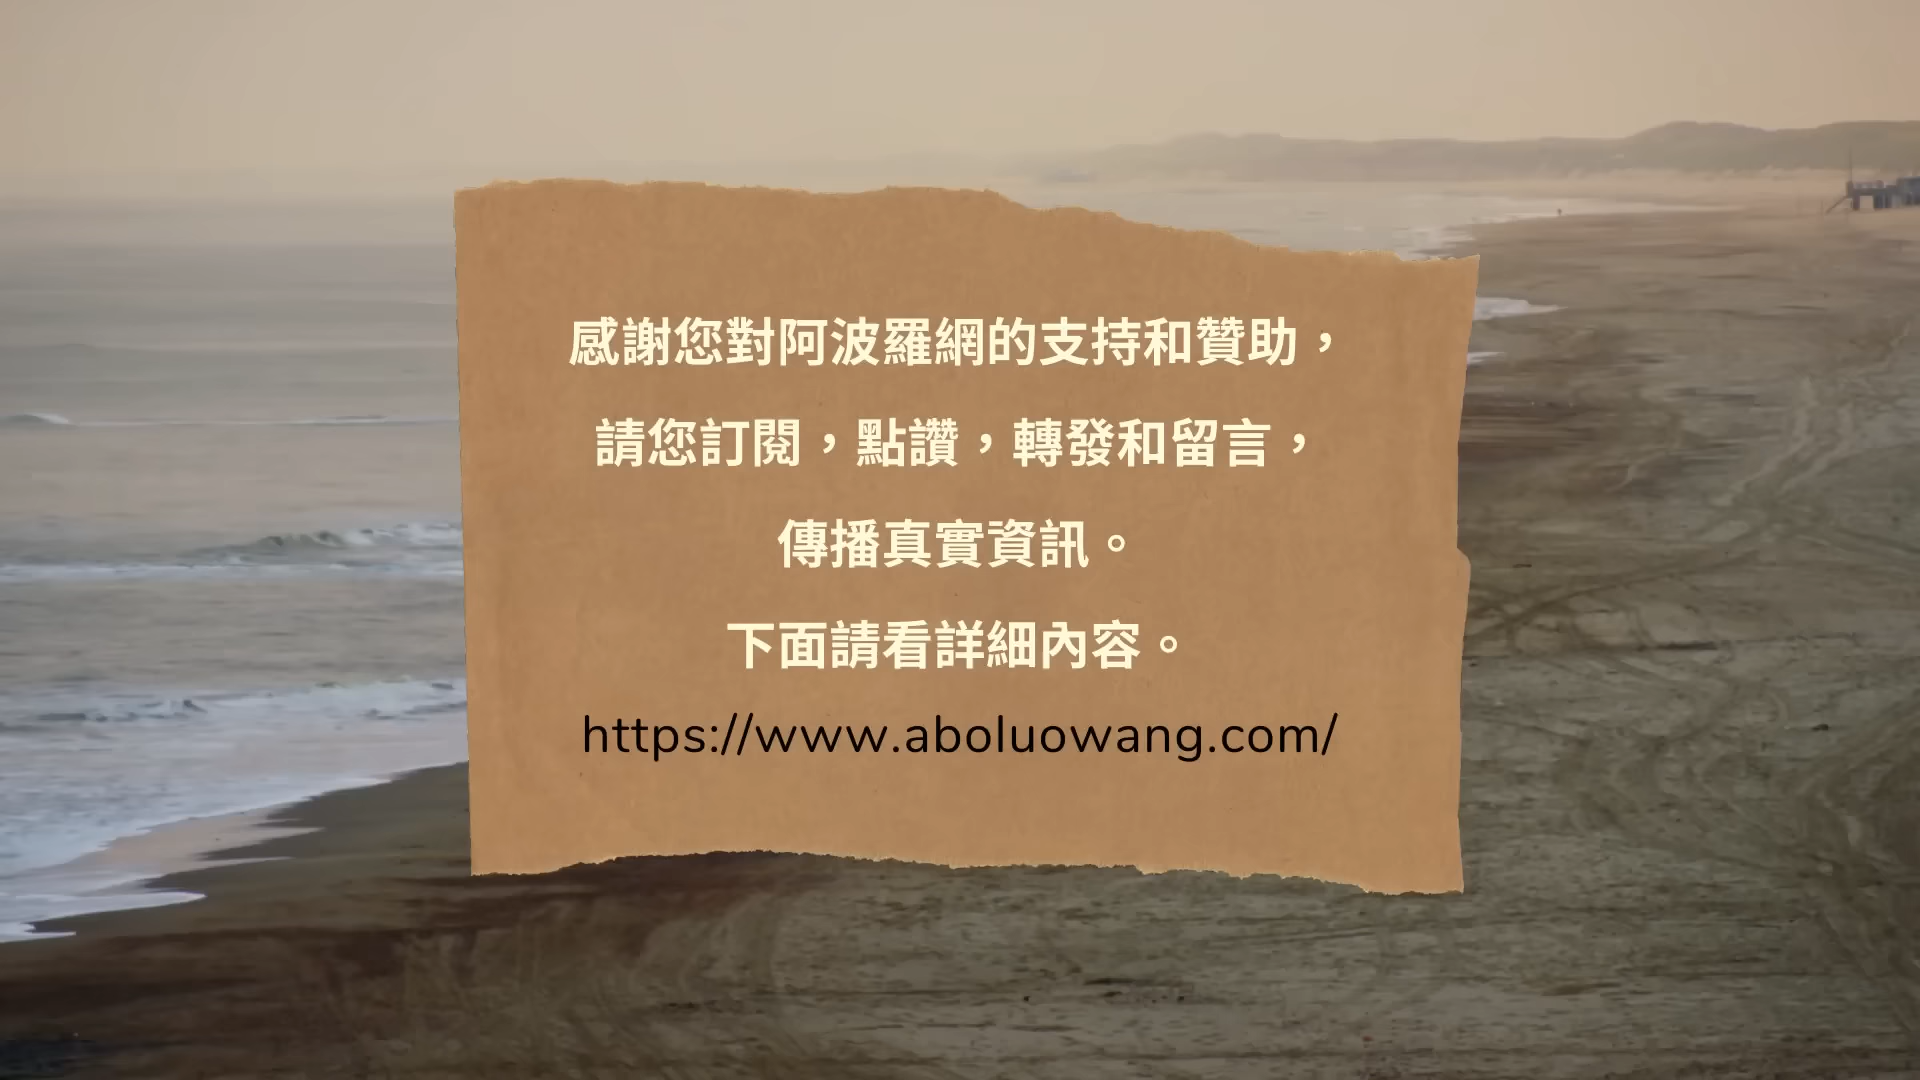 感謝您對阿波羅網的支持和贊助，
請您訂閱，點讚，轉發和留言，
傳播真實資訊。
下面請看詳細內容。
https://www.aboluowang.com/